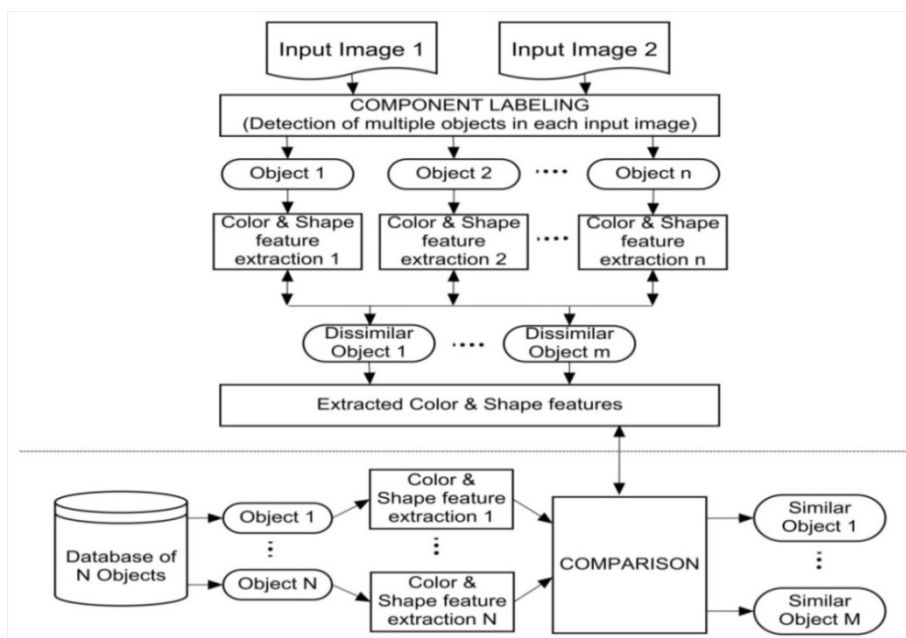 Input Image 1
Input Image 2
COMPONENT LABELING
(Detection of multiple objects in each input image)
Object 1
Object 2
Object n
Color & Shape
feature
extraction 1
Color & Shape
feature
extraction 2
Color & Shape
feature
extraction n
Dissimilar
Object 1
Dissimilar
Object m
Extracted Color & Shape features
Database of
N Objects
Object 1
Object N
Color &
Shape feature
extraction 1
Color &
Shape feature
extraction N
COMPARISON
Similar
Object 1
Similar
Object M